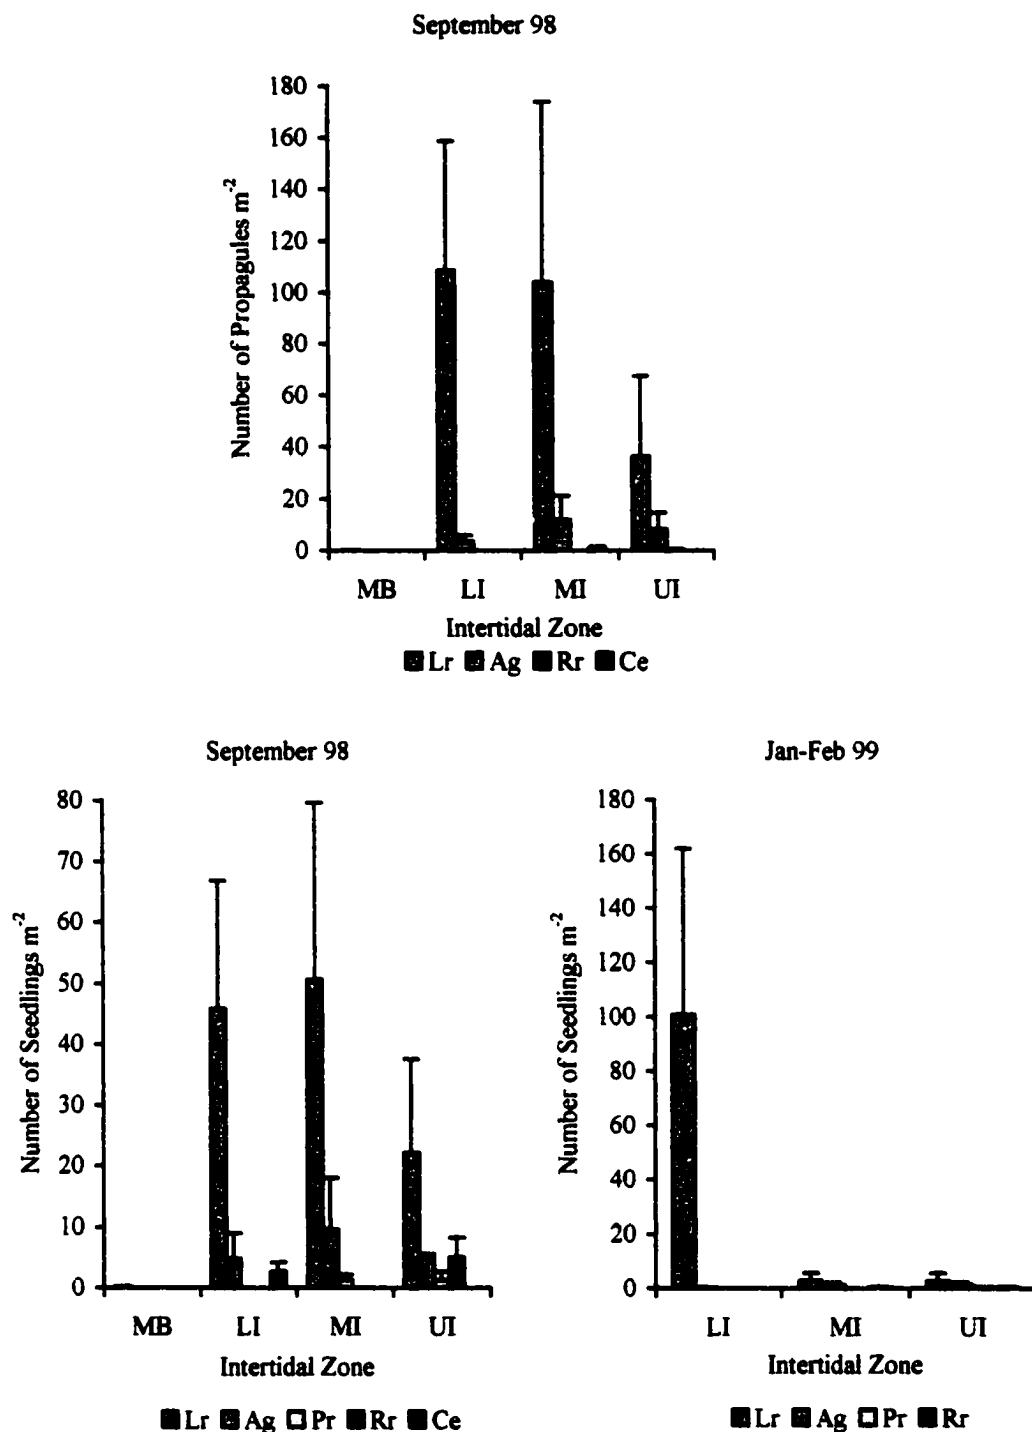 September 98
Number of Propagules m-2
180
160
140
120
100
80
60
40
20
0
MB LI MI UI
Intertidal Zone
Lr Ag Rr Ce
September 98
Number of Seedlings m-2
80
70
60
50
40
30
20
10
0
MB LI MI UI
Intertidal Zone
Lr Ag Pr Rr Ce
Jan-Feb 99
Number of Seedlings m-2
180
160
140
120
100
80
60
40
20
0
LI MI UI
Intertidal Zone
Lr Ag Pr Rr